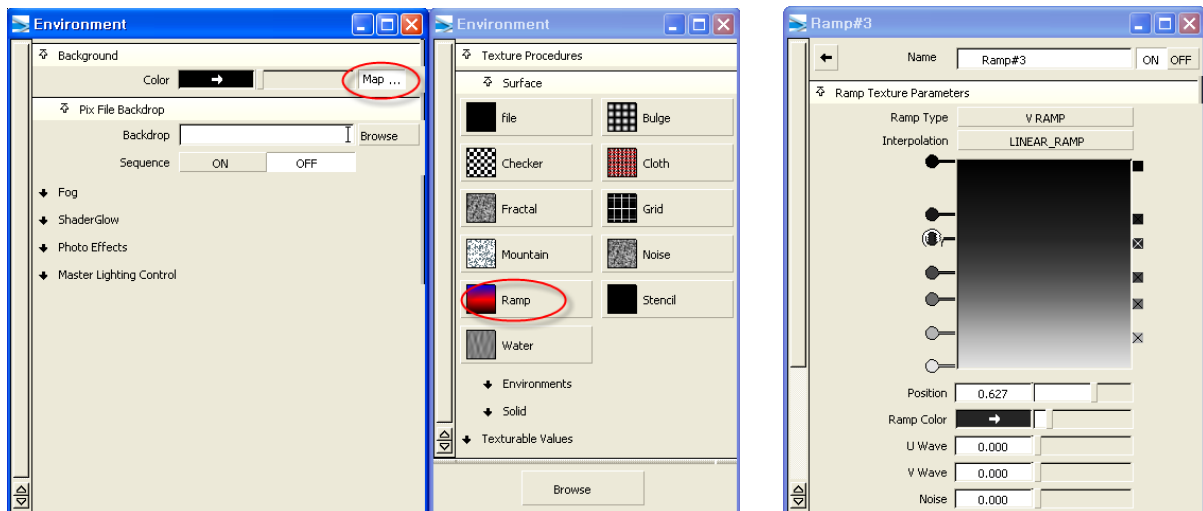 Environment
Background
Color
Map ...
Pix File Backdrop
Backdrop
Browse
Sequence ON OFF
Fog
ShaderGlow
Photo Effects
Master Lighting Control
Environment
Texture Procedures
Surface
file Bulge
Checker Cloth
Fractal Grid
Mountain Noise
Ramp Stencil
Water
Environments
Solid
Texturable Values
Browse
Ramp#3
Name Ramp#3 ON OFF
Ramp Texture Parameters
Ramp Type V RAMP
Interpolation LINEAR_RAMP
Position 0.627
Ramp Color
U Wave 0.000
V Wave 0.000
Noise 0.000